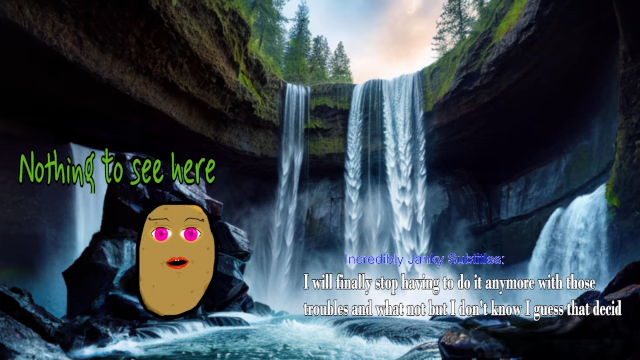 Nothing to see here
Incredibly Janky Subtitles:
I will finally stop having to do it anymore with those
troubles and what not but I don't know I guess that decid